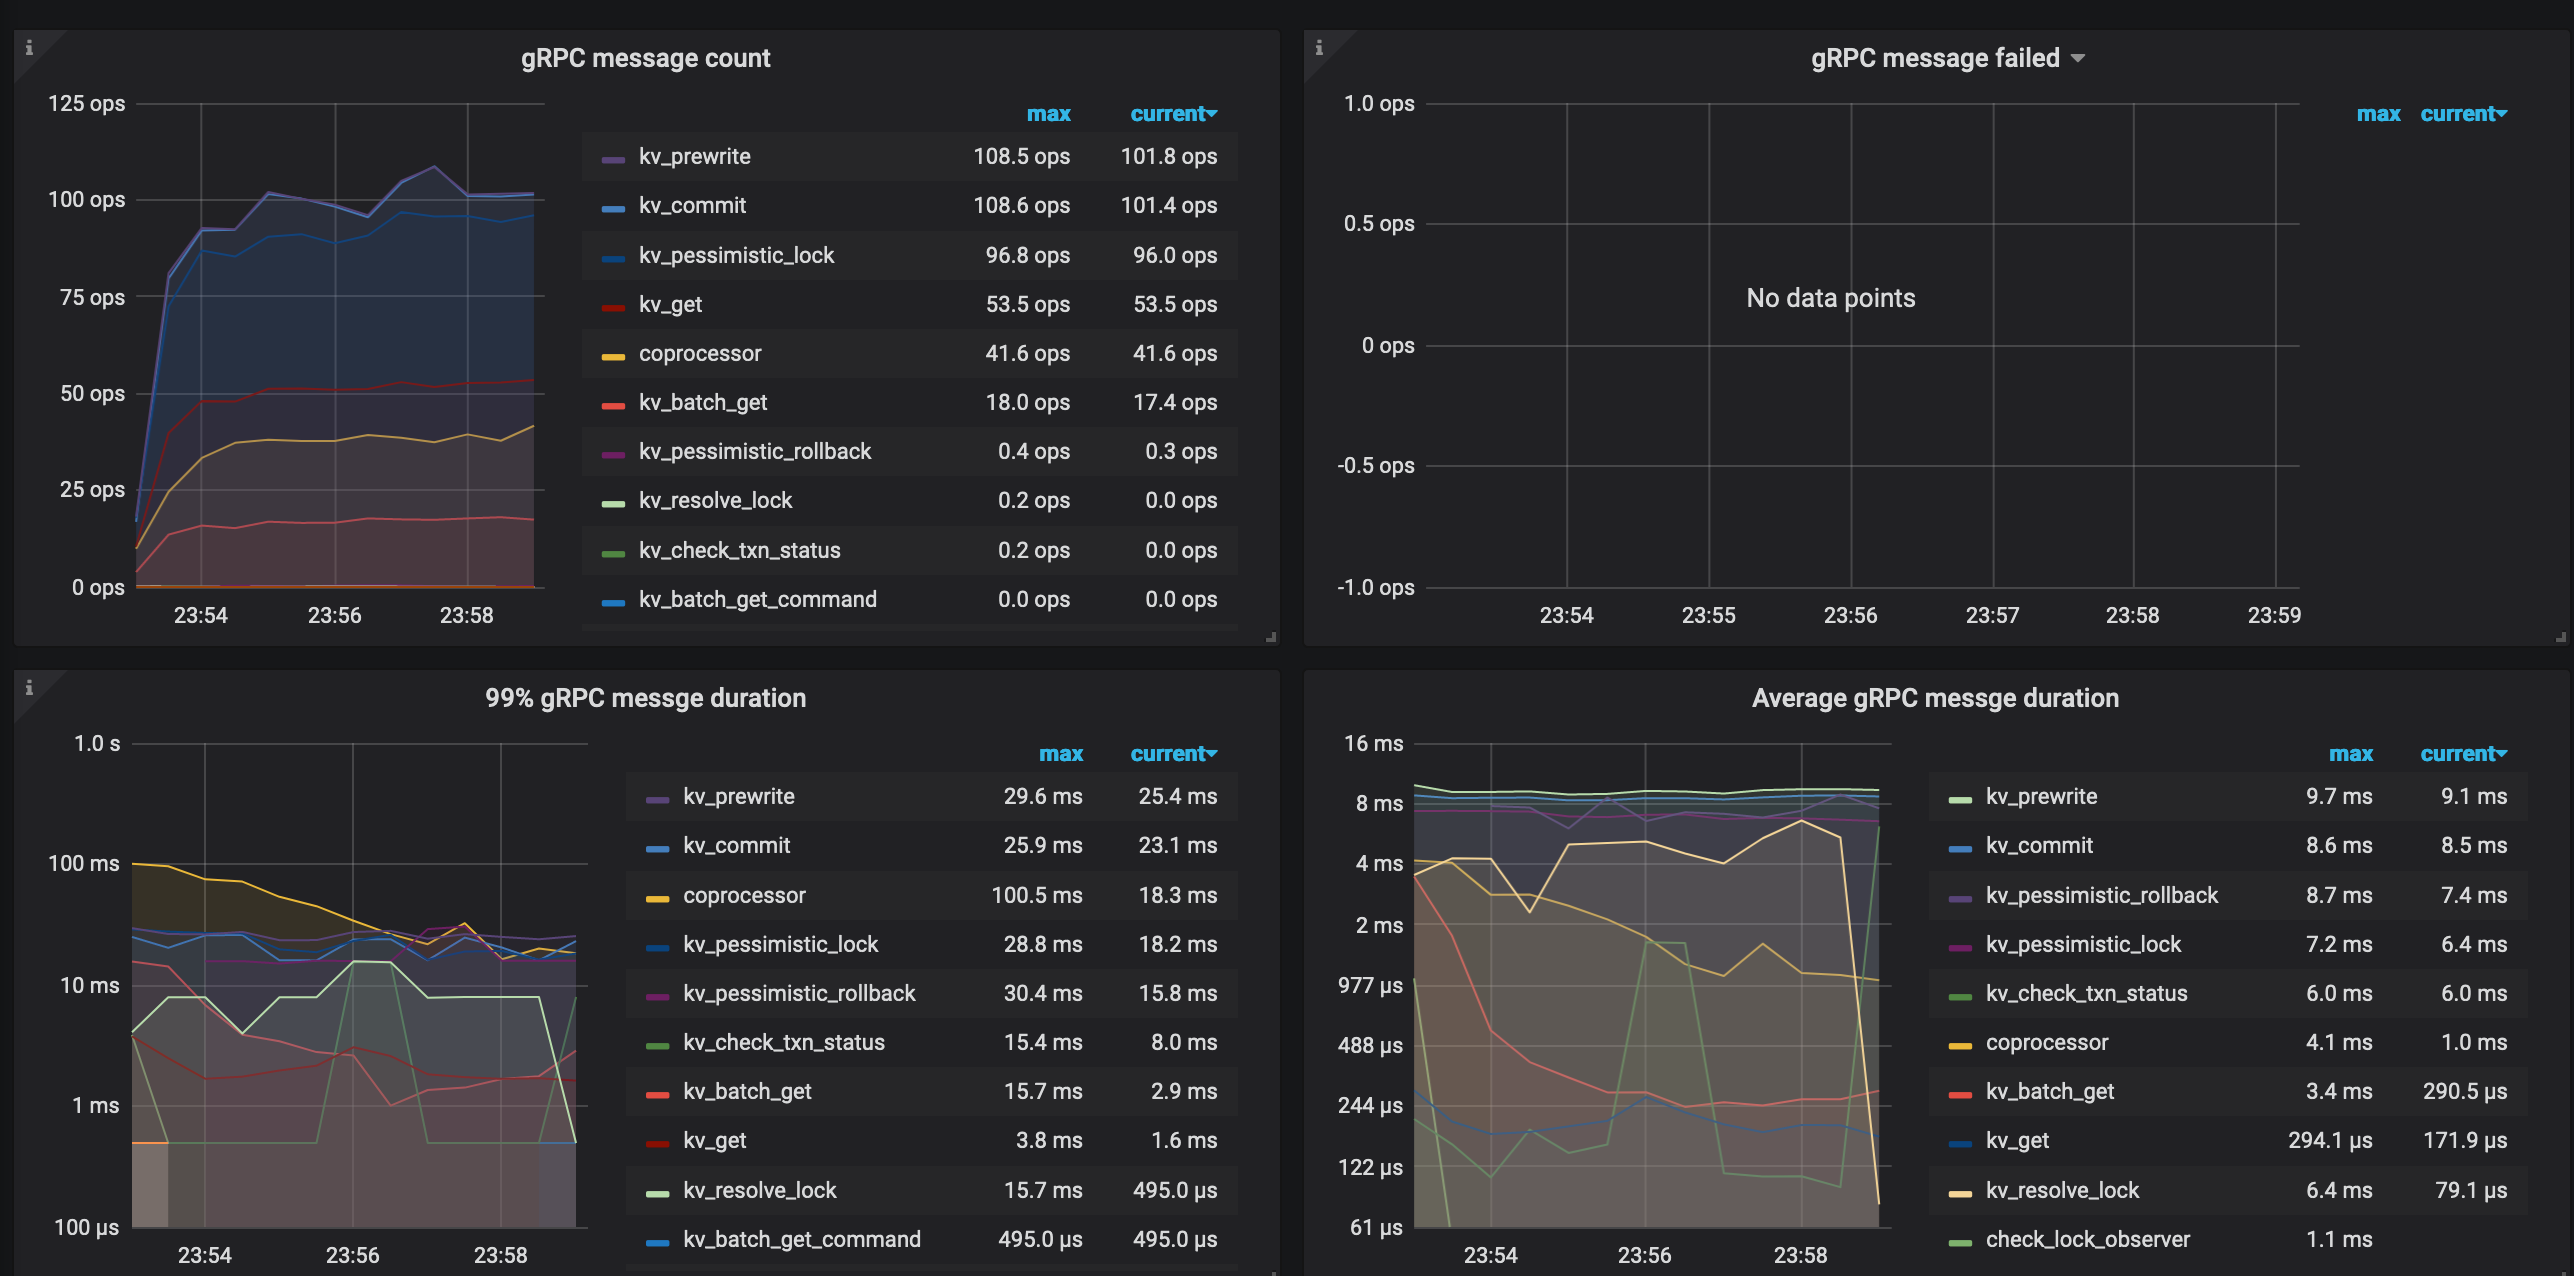 gRPC message count
125 ops
100 ops
75 ops
50 ops
25 ops
0 ops
23:54 23:56 23:58
max current
kv_prewrite 108.5 ops 101.8 ops
kv_commit 108.6 ops 101.4 ops
kv_pessimistic_lock 96.8 ops 96.0 ops
kv_get 53.5 ops 53.5 ops
coprocessor 41.6 ops 41.6 ops
kv_batch_get 18.0 ops 17.4 ops
kv_pessimistic_rollback 0.4 ops 0.3 ops
kv_resolve_lock 0.2 ops 0.0 ops
kv_check_txn_status 0.2 ops 0.0 ops
kv_batch_get_command 0.0 ops 0.0 ops
gRPC message failed
1.0 ops
0.5 ops
0 ops
-0.5 ops
-1.0 ops
No data points
23:54 23:55 23:56 23:57 23:58 23:59
max current
99% gRPC messge duration
1.0 s
100 ms
10 ms
1 ms
100 µs
23:54 23:56 23:58
max current
kv_prewrite 29.6 ms 25.4 ms
kv_commit 25.9 ms 23.1 ms
coprocessor 100.5 ms 18.3 ms
kv_pessimistic_lock 28.8 ms 18.2 ms
kv_pessimistic_rollback 30.4 ms 15.8 ms
kv_check_txn_status 15.4 ms 8.0 ms
kv_batch_get 15.7 ms 2.9 ms
kv_get 3.8 ms 1.6 ms
kv_resolve_lock 15.7 ms 495.0 µs
kv_batch_get_command 495.0 µs 495.0 µs
Average gRPC messge duration
16 ms
8 ms
4 ms
2 ms
977 µs
488 µs
244 µs
122 µs
61 µs
23:54 23:56 23:58
max current
kv_prewrite 9.7 ms 9.1 ms
kv_commit 8.6 ms 8.5 ms
kv_pessimistic_rollback 8.7 ms 7.4 ms
kv_pessimistic_lock 7.2 ms 6.4 ms
kv_check_txn_status 6.0 ms 6.0 ms
coprocessor 4.1 ms 1.0 ms
kv_batch_get 3.4 ms 290.5 µs
kv_get 294.1 µs 171.9 µs
kv_resolve_lock 6.4 ms 79.1 µs
check_lock_observer 1.1 ms